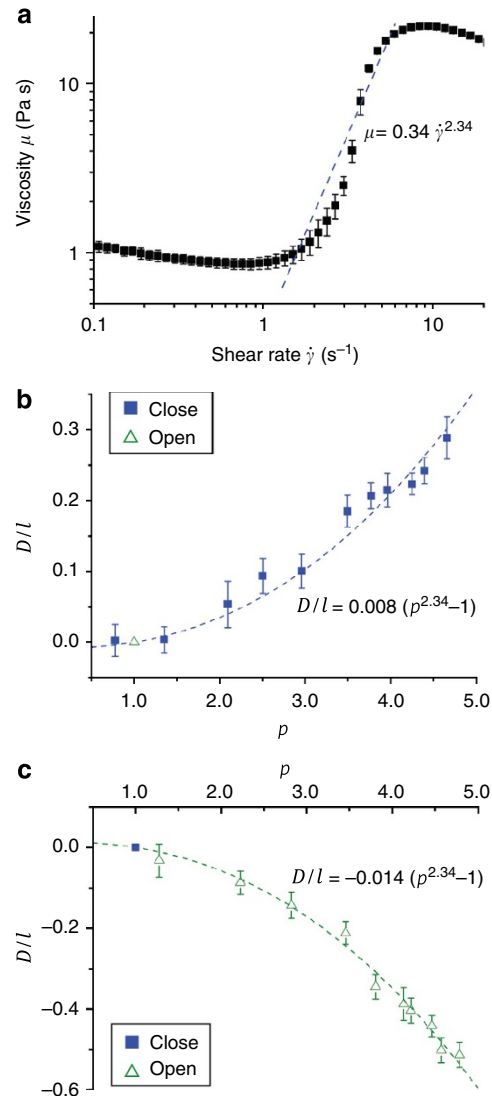 a
10
1
Viscosity μ (Pa s)
μ= 0.34 γ̇^2.34
0.1
1
10
Shear rate γ̇ (s⁻¹)
b
Close
Open
0.3
0.2
0.1
0.0
D/l
D/l = 0.008 (p^2.34–1)
1.0
2.0
3.0
4.0
5.0
p
c
p
1.0
2.0
3.0
4.0
5.0
0.0
–0.2
–0.4
–0.6
D/l
D/l = –0.014 (p^2.34–1)
Close
Open